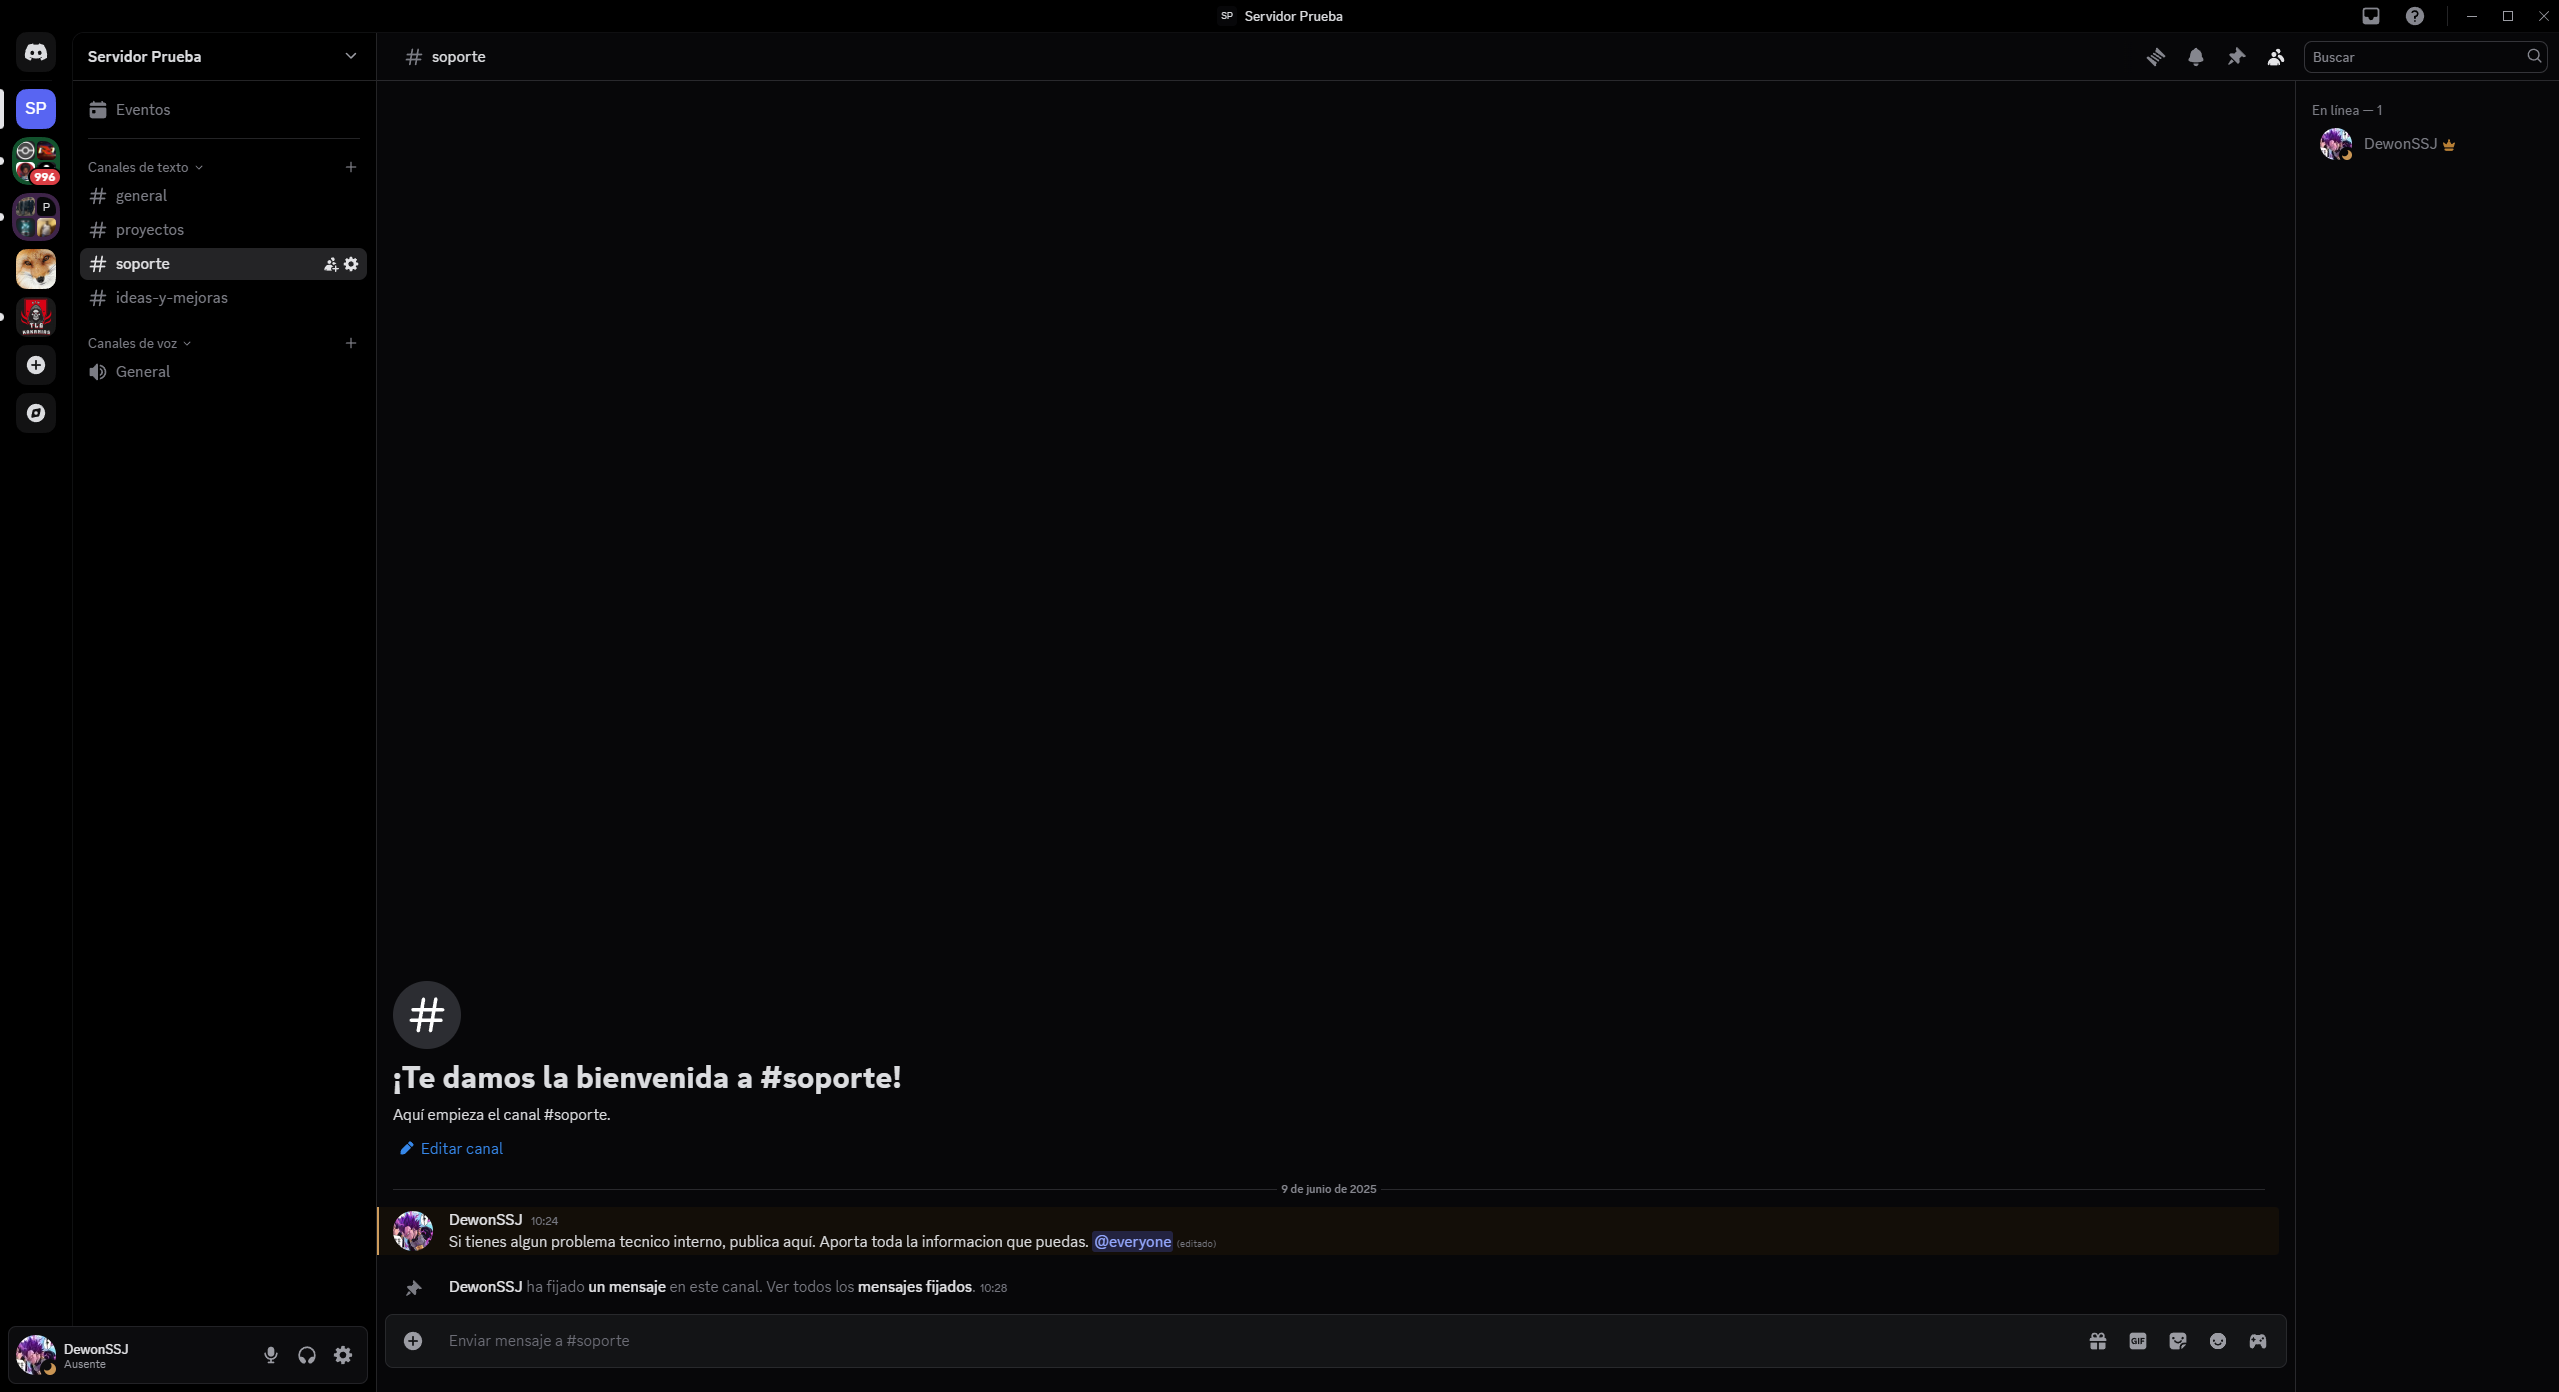 SP Servidor Prueba
Servidor Prueba
# soporte
Buscar
SP
996
P
TLG
Eventos
Canales de texto
general
proyectos
soporte
ideas-y-mejoras
Canales de voz
General
En línea — 1
DewonSSJ
¡Te damos la bienvenida a #soporte!
Aquí empieza el canal #soporte.
Editar canal
9 de junio de 2025
DewonSSJ 10:24
Si tienes algun problema tecnico interno, publica aquí. Aporta toda la informacion que puedas. @everyone (editado)
DewonSSJ ha fijado un mensaje en este canal. Ver todos los mensajes fijados. 10:28
Enviar mensaje a #soporte
GIF
DewonSSJ
Ausente